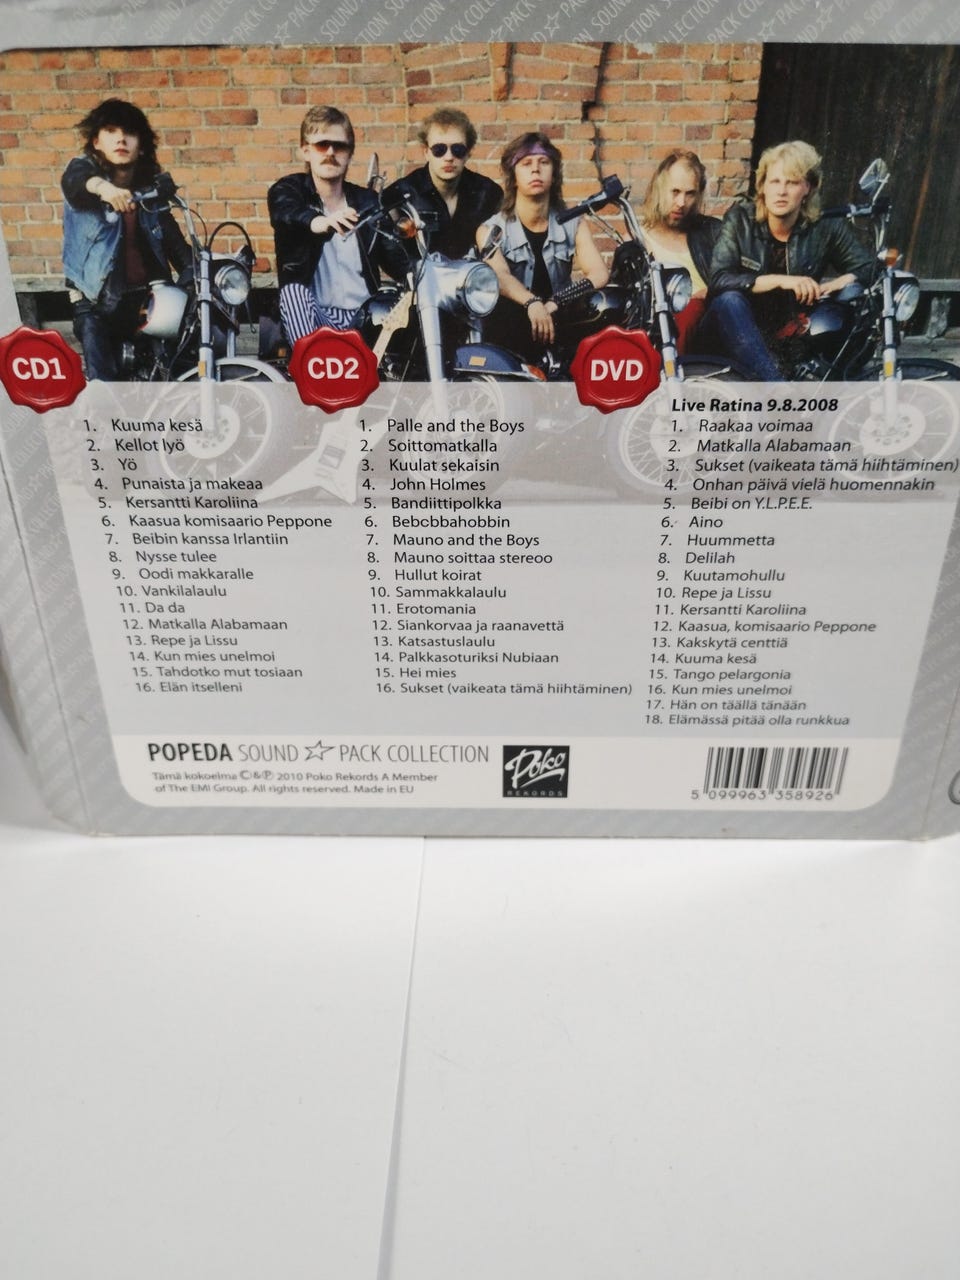 SOUND☆PACK COLLECTION
CD1
1. Kuuma kesä
2. Kellot lyö
3. Yö
4. Punaista ja makeaa
5. Kersantti Karoliina
6. Kaasua komisaario Peppone
7. Beibin kanssa Irlantiin
8. Nysse tulee
9. Oodi makkaralle
10. Vankilalaulu
11. Da da
12. Matkalla Alabamaan
13. Repe ja Lissu
14. Kun mies unelmoi
15. Tahdotko mut tosiaan
16. Elän itselleni
CD2
1. Palle and the Boys
2. Soittomatkalla
3. Kuulat sekaisin
4. John Holmes
5. Bandiittipolkka
6. Bebcbbahobbin
7. Mauno and the Boys
8. Mauno soittaa stereoo
9. Hullut koirat
10. Sammakkalaulu
11. Erotomania
12. Siankorvaa ja raanavettä
13. Katsastuslaulu
14. Palkkasoturiksi Nubiaan
15. Hei mies
16. Sukset (vaikeata tämä hiihtäminen)
DVD
Live Ratina 9.8.2008
1. Raakaa voimaa
2. Matkalla Alabamaan
3. Sukset (vaikeata tämä hiihtäminen)
4. Onhan päivä vielä huomennakin
5. Beibi on Y.L.P.E.E.
6. Aino
7. Huummetta
8. Delilah
9. Kuutamohullu
10. Repe ja Lissu
11. Kersantti Karoliina
12. Kaasua, komisaario Peppone
13. Kakskytä centtiä
14. Kuuma kesä
15. Tango pelargonia
16. Kun mies unelmoi
17. Hän on täällä tänään
18. Elämässä pitää olla runkkua
POPEDA SOUND☆PACK COLLECTION
Tämä kokoelma ©&℗ 2010 Poko Rekords A Member
of The EMI Group. All rights reserved. Made in EU
Poko
REKORDS
5 099963 358926